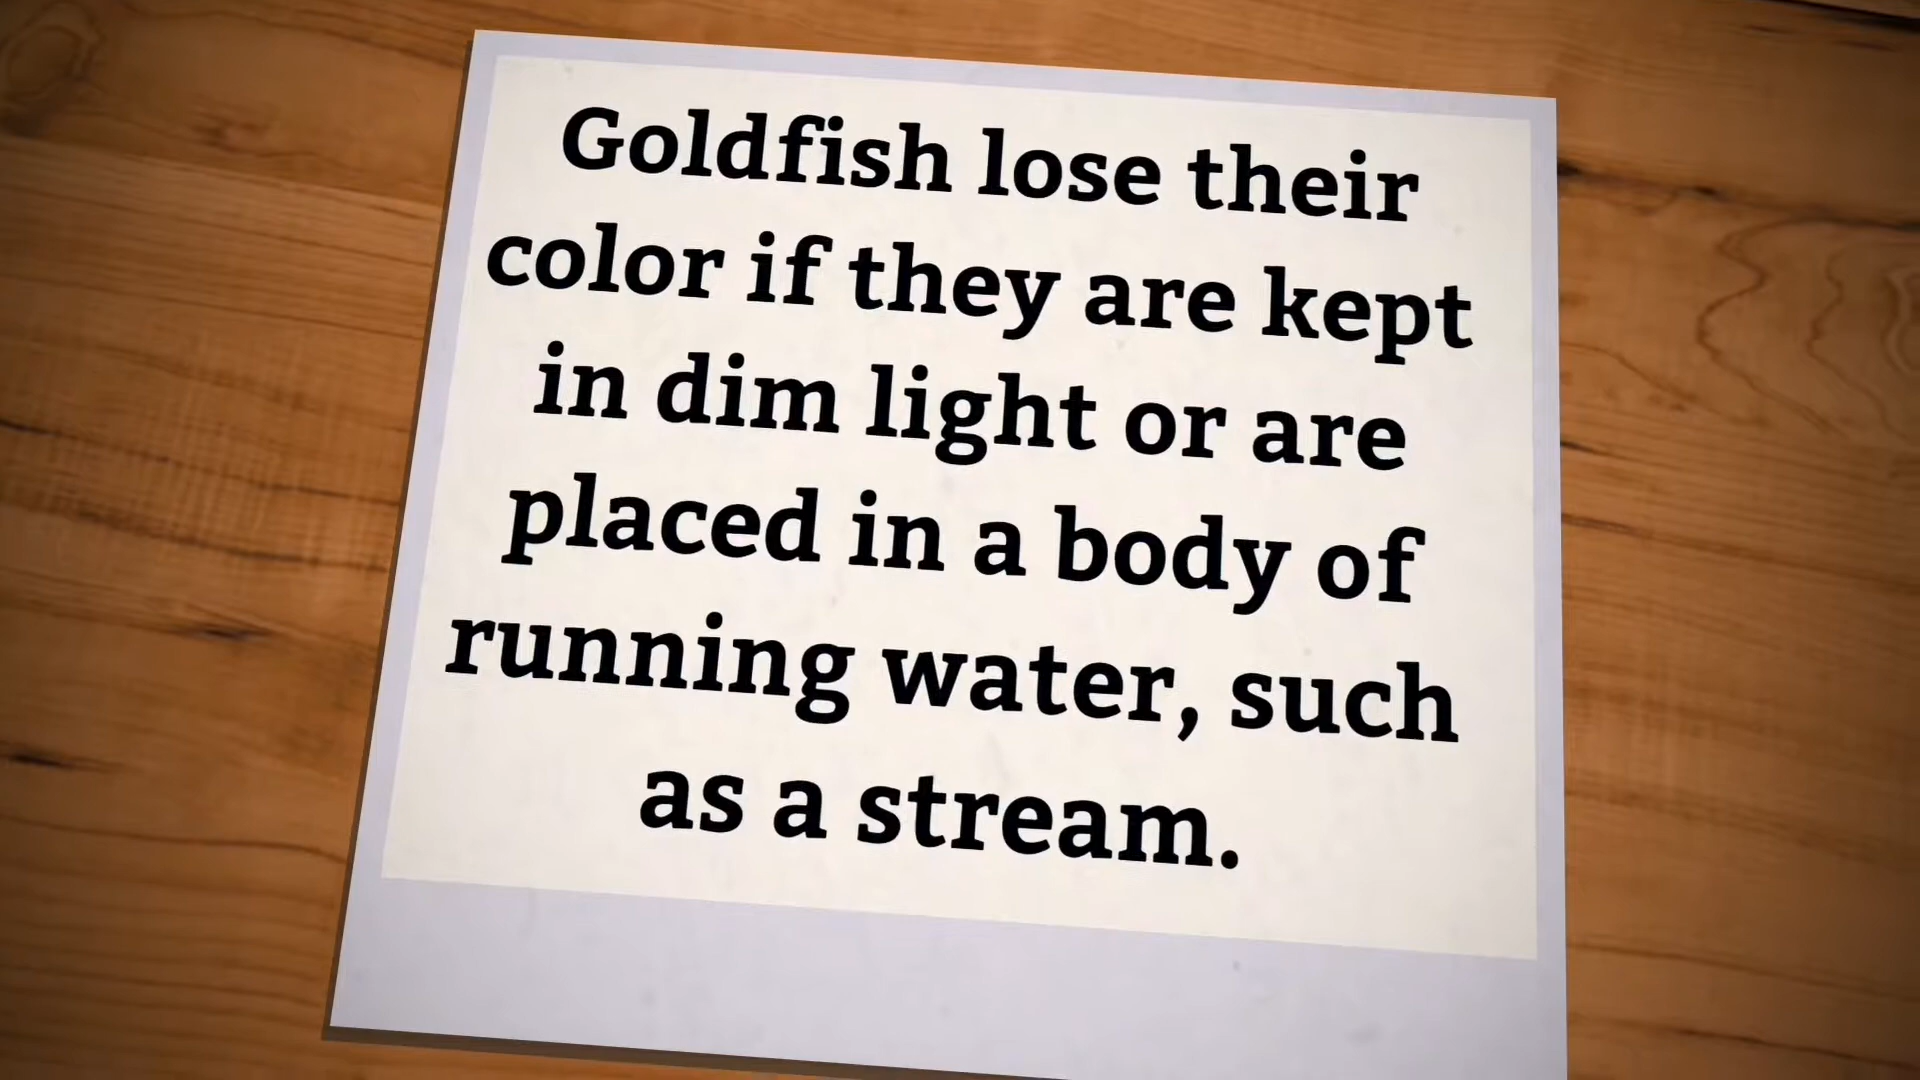 Goldfish lose their
color if they are kept
in dim light or are
placed in a body of
running water, such
as a stream.